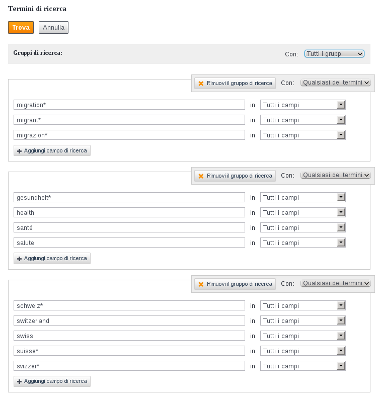 Termini di ricerca
Trova Annulla
Gruppi di ricerca: Con: Tutti i gruppi
Rimuovi il gruppo di ricerca Con: Qualsiasi dei termini
migration* in Tutti i campi
migrant* in Tutti i campi
migrazion* in Tutti i campi
Aggiungi campo di ricerca
Rimuovi il gruppo di ricerca Con: Qualsiasi dei termini
gesundheit* in Tutti i campi
health in Tutti i campi
santé in Tutti i campi
salute in Tutti i campi
Aggiungi campo di ricerca
Rimuovi il gruppo di ricerca Con: Qualsiasi dei termini
schweiz* in Tutti i campi
switzerland in Tutti i campi
swiss in Tutti i campi
suisse* in Tutti i campi
svizzer* in Tutti i campi
Aggiungi campo di ricerca